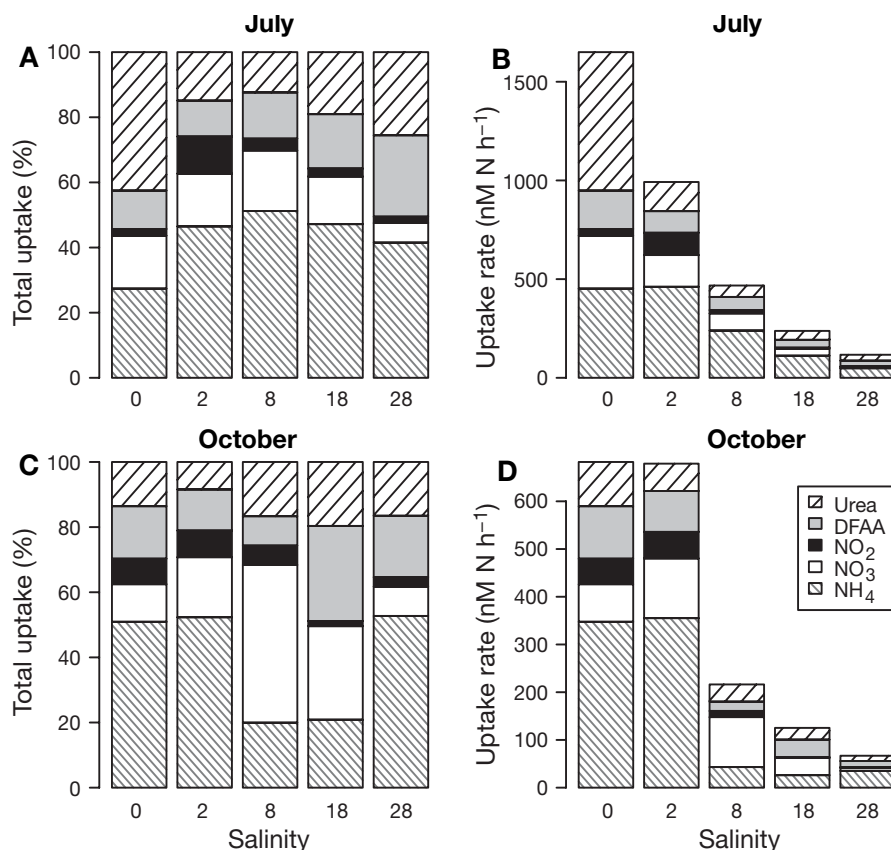 July
A
Total uptake (%)
100
80
60
40
20
0
0 2 8 18 28
July
B
Uptake rate (nM N h⁻¹)
1500
1000
500
0
0 2 8 18 28
October
C
Total uptake (%)
100
80
60
40
20
0
0 2 8 18 28
Salinity
October
D
Uptake rate (nM N h⁻¹)
600
500
400
300
200
100
0
0 2 8 18 28
Salinity
Urea
DFAA
NO₂
NO₃
NH₄